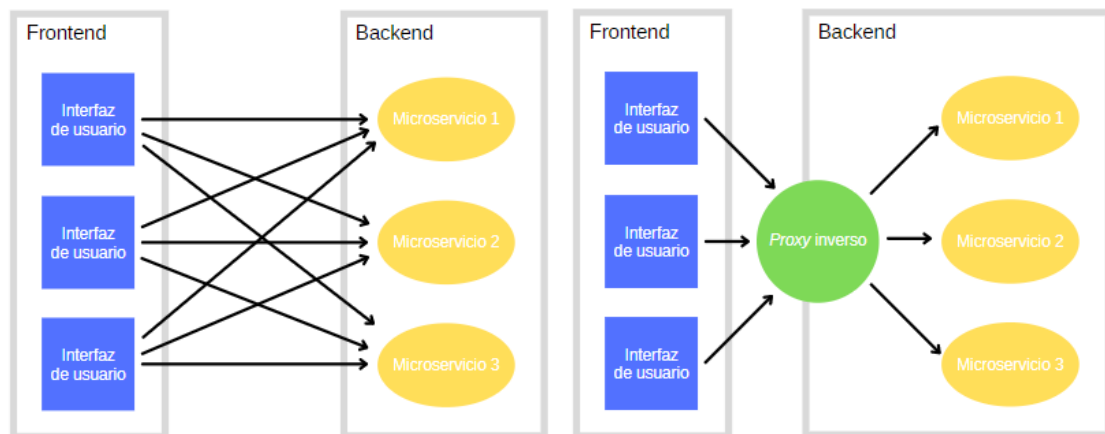 Frontend
Backend
Interfaz
de usuario
Microservicio 1
Interfaz
de usuario
Microservicio 2
Interfaz
de usuario
Microservicio 3
Frontend
Backend
Interfaz
de usuario
Microservicio 1
Interfaz
de usuario
Proxy inverso
Microservicio 2
Interfaz
de usuario
Microservicio 3